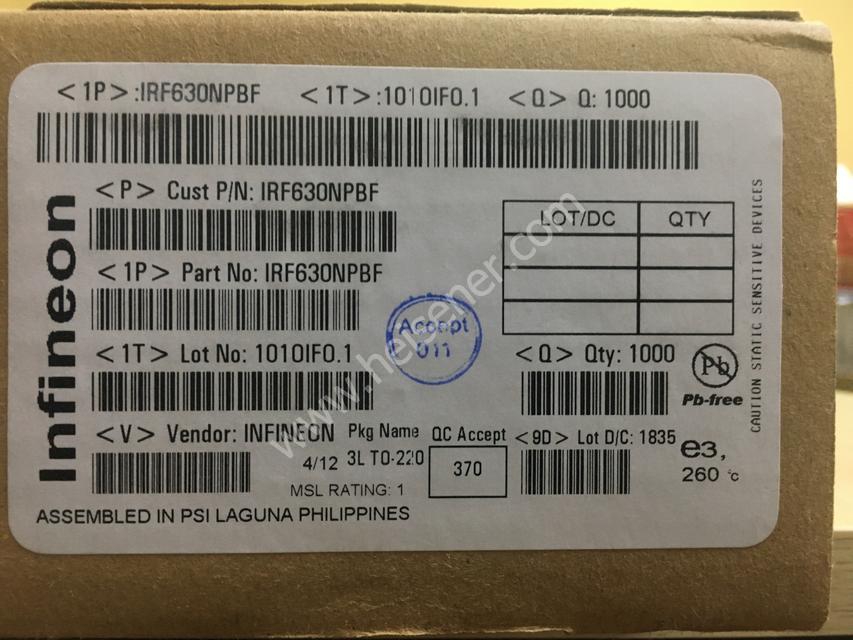 <1P>:IRF630NPBF <1T>:1010IF0.1 <Q> Q: 1000
<P> Cust P/N: IRF630NPBF
<1P> Part No: IRF630NPBF
<1T> Lot No: 1010IF0.1
<V> Vendor: INFINEON
Infineon
LOT/DC QTY
Accept
011
<Q> Qty: 1000
Pb
Pb-free
Pkg Name
4/12 3L TO-220
MSL RATING: 1
QC Accept
370
<9D> Lot D/C: 1835
e3,
260 °c
ASSEMBLED IN PSI LAGUNA PHILIPPINES
CAUTION STATIC SENSITIVE DEVICES
www.heisener.com